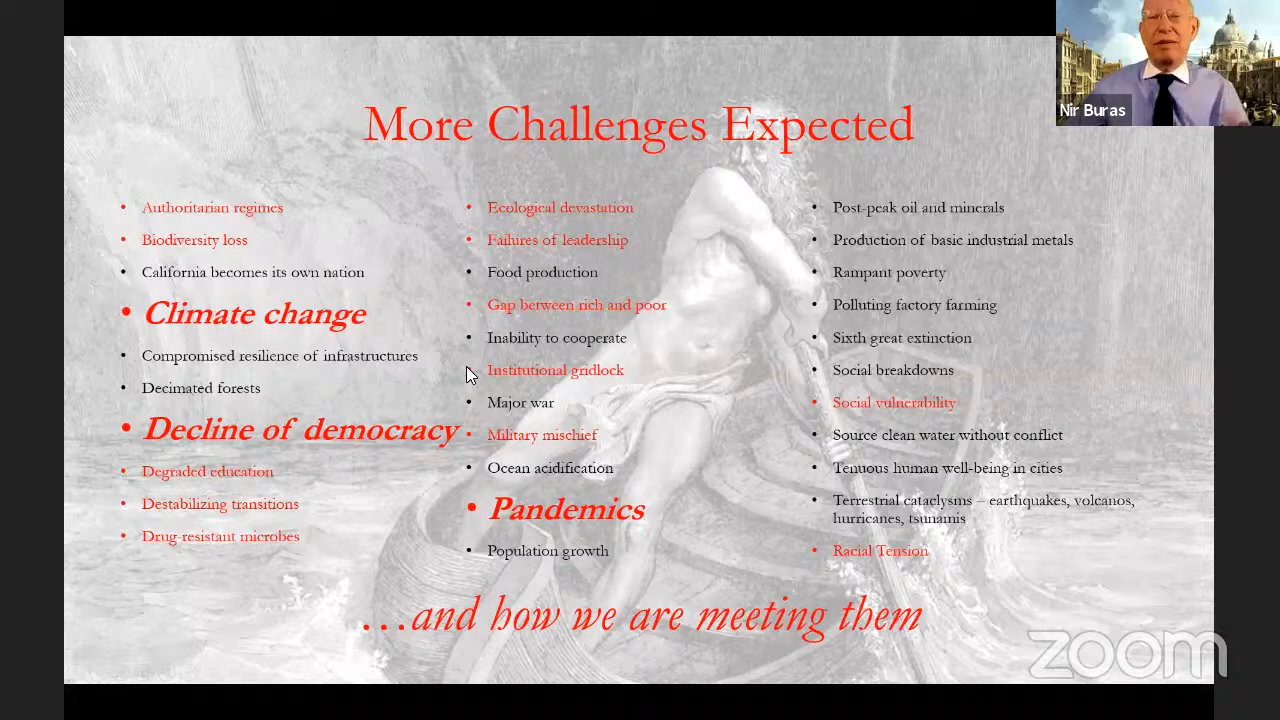 Nir Buras
More Challenges Expected
• Authoritarian regimes
• Biodiversity loss
• California becomes its own nation
• Climate change
• Compromised resilience of infrastructures
• Decimated forests
• Decline of democracy
• Degraded education
• Destabilizing transitions
• Drug-resistant microbes
• Ecological devastation
• Failures of leadership
• Food production
• Gap between rich and poor
• Inability to cooperate
• Institutional gridlock
• Major war
• Military mischief
• Ocean acidification
• Pandemics
• Population growth
• Post-peak oil and minerals
• Production of basic industrial metals
• Rampant poverty
• Polluting factory farming
• Sixth great extinction
• Social breakdowns
• Social vulnerability
• Source clean water without conflict
• Tenuous human well-being in cities
• Terrestrial cataclysms – earthquakes, volcanos,
hurricanes, tsunamis
• Racial Tension
…and how we are meeting them
zoom